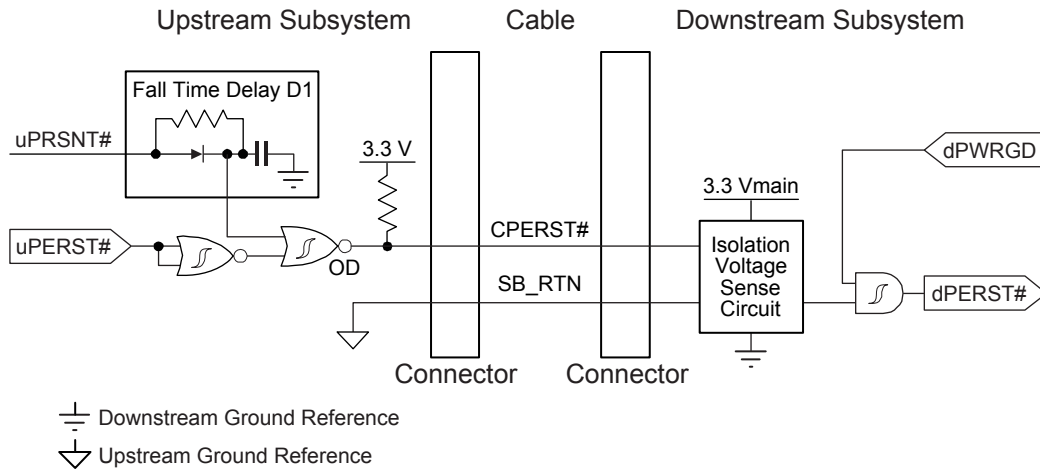 Upstream Subsystem
Cable
Downstream Subsystem
Fall Time Delay D1
uPRSNT#
3.3 V
dPWRGD
3.3 Vmain
uPERST#
OD
CPERST#
SB_RTN
Isolation
Voltage
Sense
Circuit
dPERST#
Connector
Connector
Downstream Ground Reference
Upstream Ground Reference